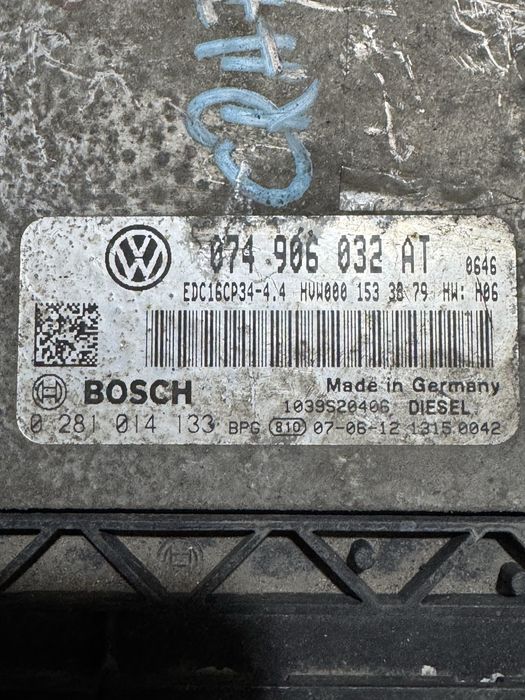 CRH
074 906 032 AT 0646
EDC16CP34-4.4 HVW000 153 38 79 HW: H06
BOSCH
Made in Germany
1039S20406 DIESEL
0 281 014 133 BPG 810 07-06-12 1315 0042